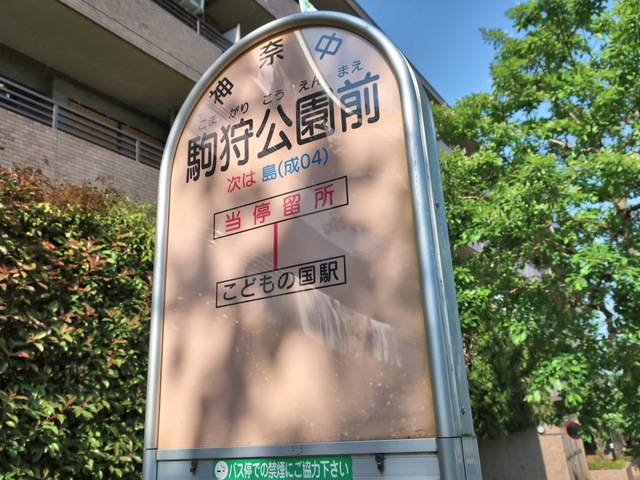 神奈中
こまがりこうえんまえ
駒狩公園前
次は 島(成04)
当停留所
こどもの国駅
バス停での禁煙にご協力下さい